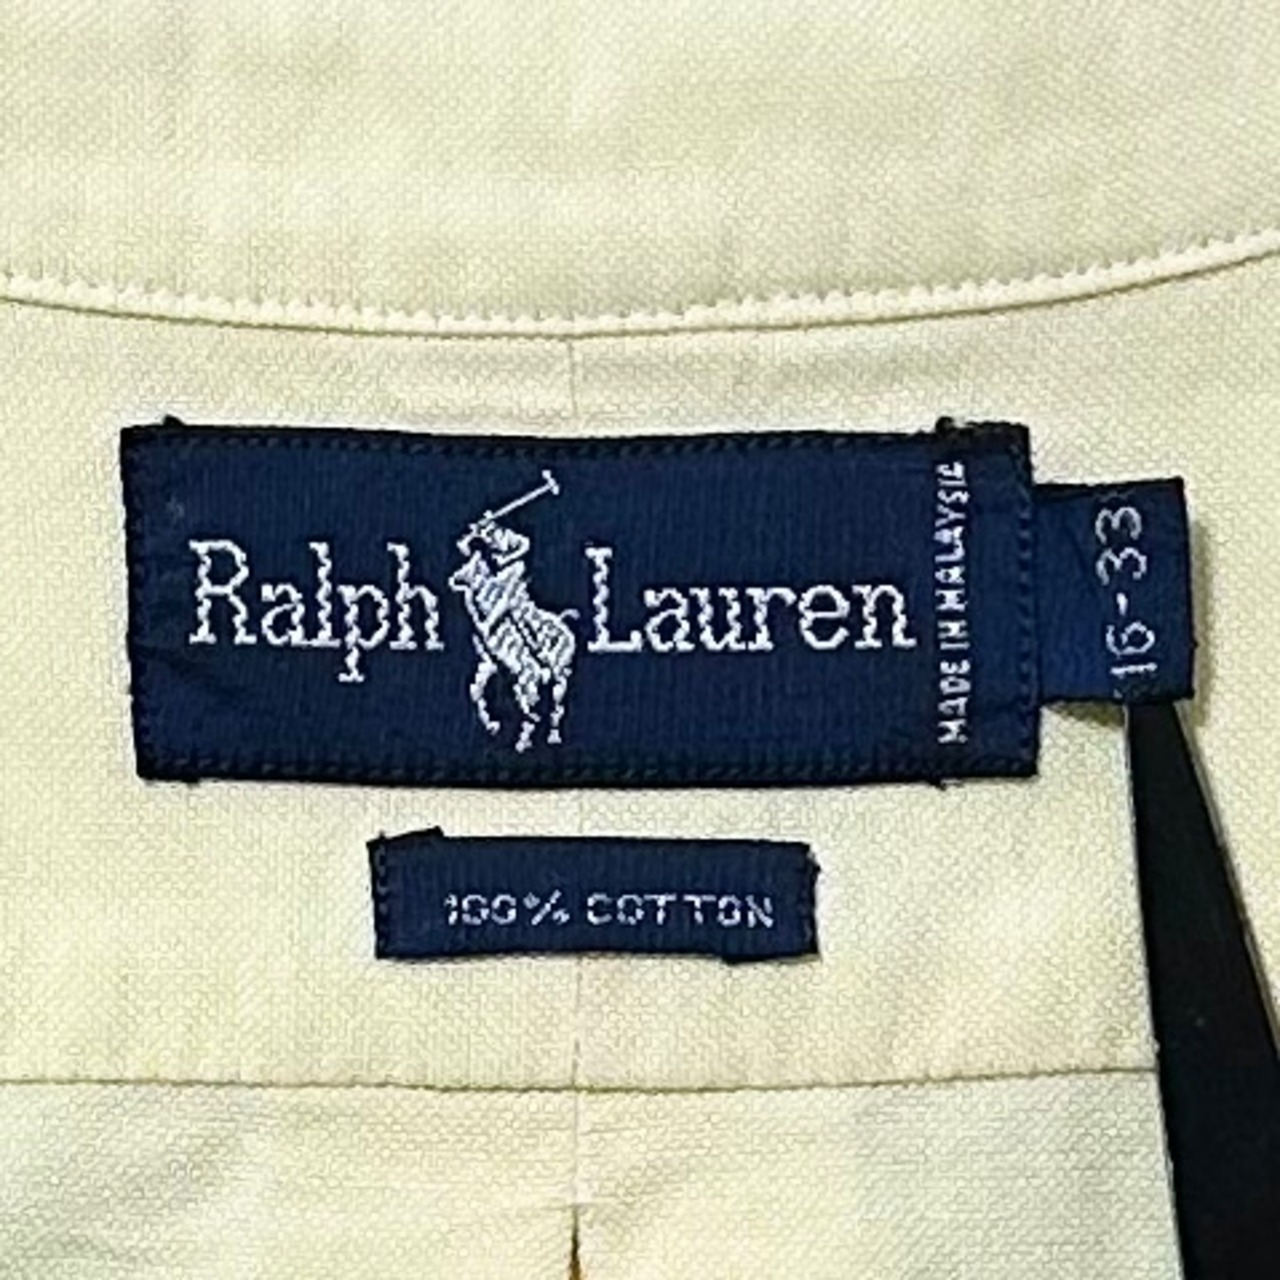 Ralph Lauren
MADE IN MALAYSIA
16-33
100% COTTON